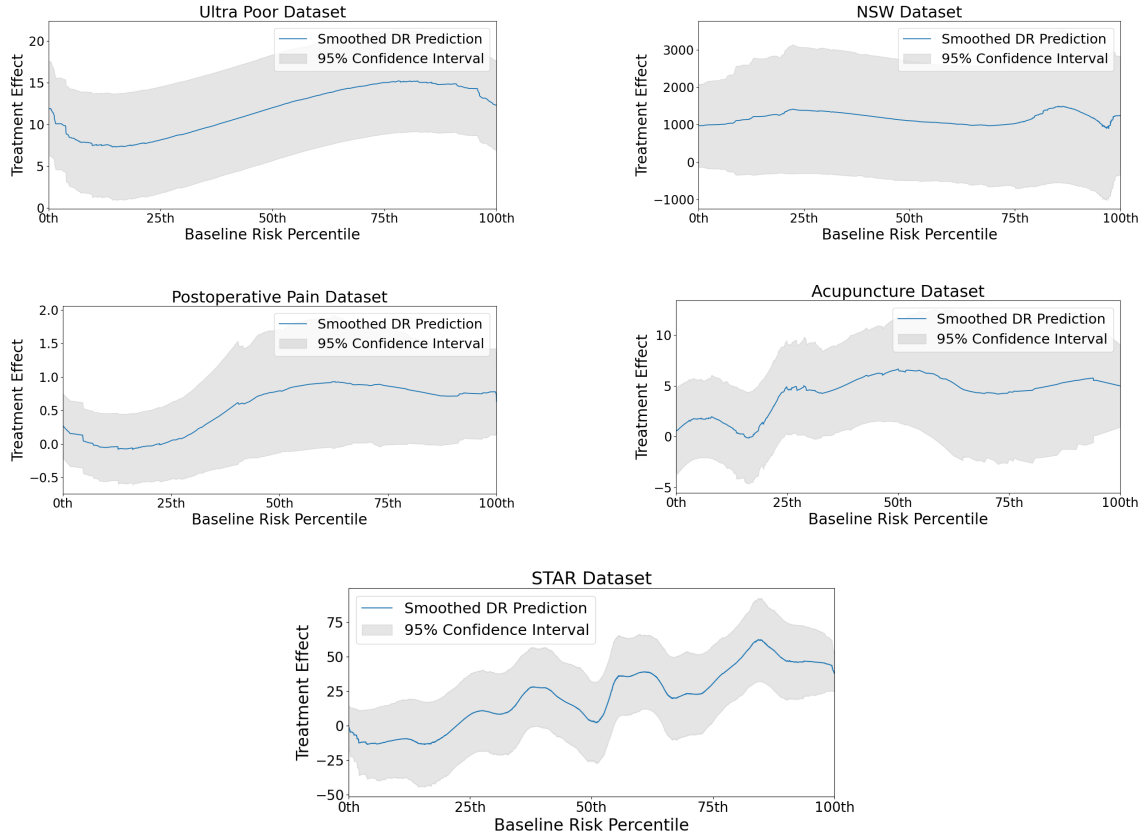 Ultra Poor Dataset
Treatment Effect
20
15
10
5
0
Smoothed DR Prediction
95% Confidence Interval
0th 25th 50th 75th 100th
Baseline Risk Percentile
NSW Dataset
Treatment Effect
3000
2000
1000
0
−1000
Smoothed DR Prediction
95% Confidence Interval
0th 25th 50th 75th 100th
Baseline Risk Percentile
Postoperative Pain Dataset
Treatment Effect
2.0
1.5
1.0
0.5
0.0
−0.5
Smoothed DR Prediction
95% Confidence Interval
0th 25th 50th 75th 100th
Baseline Risk Percentile
Acupuncture Dataset
Treatment Effect
10
5
0
−5
Smoothed DR Prediction
95% Confidence Interval
0th 25th 50th 75th 100th
Baseline Risk Percentile
STAR Dataset
Treatment Effect
75
50
25
0
−25
−50
Smoothed DR Prediction
95% Confidence Interval
0th 25th 50th 75th 100th
Baseline Risk Percentile